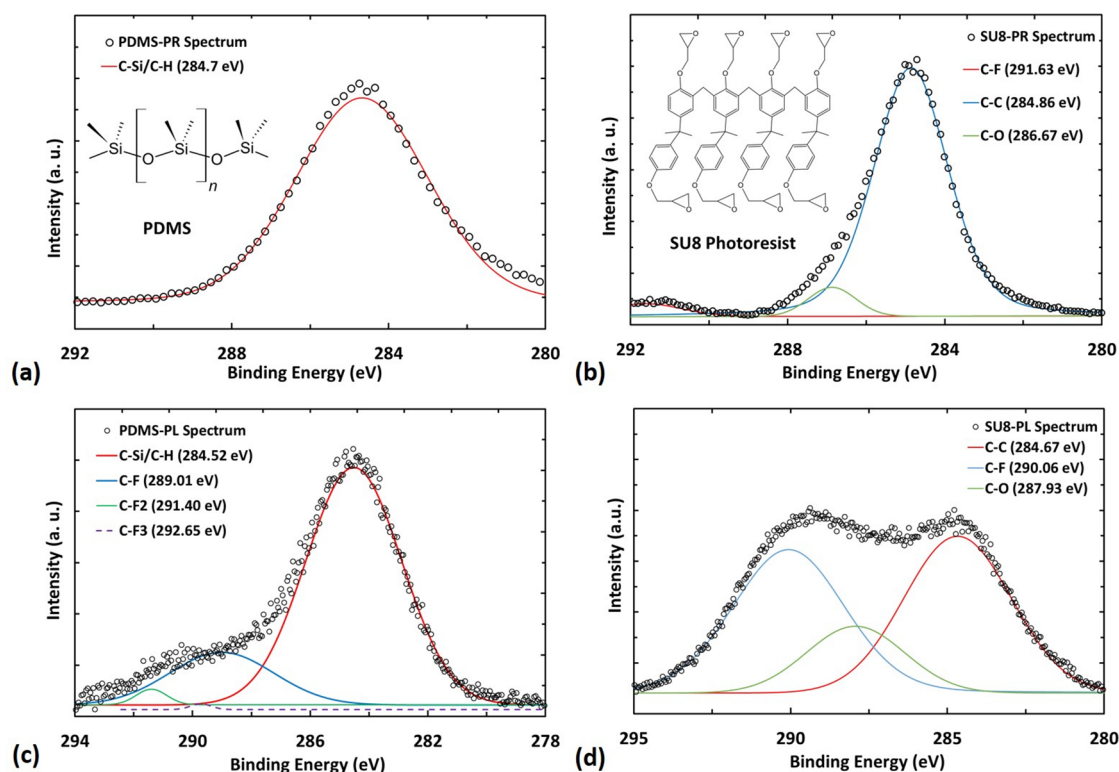 PDMS-PR Spectrum
C-Si/C-H (284.7 eV)
Si
Si
Si
O
O
n
PDMS
Intensity (a. u.)
292
288
284
280
(a)
Binding Energy (eV)
O
O
O
O
SU8-PR Spectrum
C-F (291.63 eV)
C-C (284.86 eV)
C-O (286.67 eV)
O
O
O
O
O
O
O
O
O
O
O
O
SU8 Photoresist
Intensity (a. u.)
292
288
284
280
(b)
Binding Energy (eV)
PDMS-PL Spectrum
C-Si/C-H (284.52 eV)
C-F (289.01 eV)
C-F2 (291.40 eV)
C-F3 (292.65 eV)
Intensity (a. u.)
294
290
286
282
278
(c)
Binding Energy (eV)
SU8-PL Spectrum
C-C (284.67 eV)
C-F (290.06 eV)
C-O (287.93 eV)
Intensity (a.u.)
295
290
285
280
(d)
Binding Energy (eV)